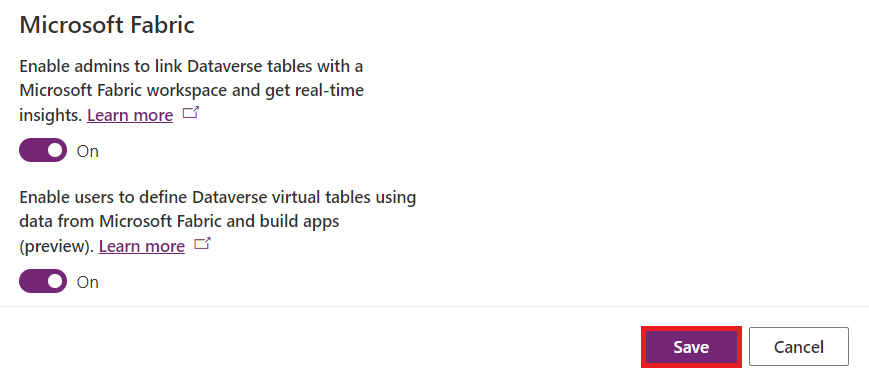 Microsoft Fabric
Enable admins to link Dataverse tables with a
Microsoft Fabric workspace and get real-time
insights. Learn more
On
Enable users to define Dataverse virtual tables using
data from Microsoft Fabric and build apps
(preview). Learn more
On
Save Cancel